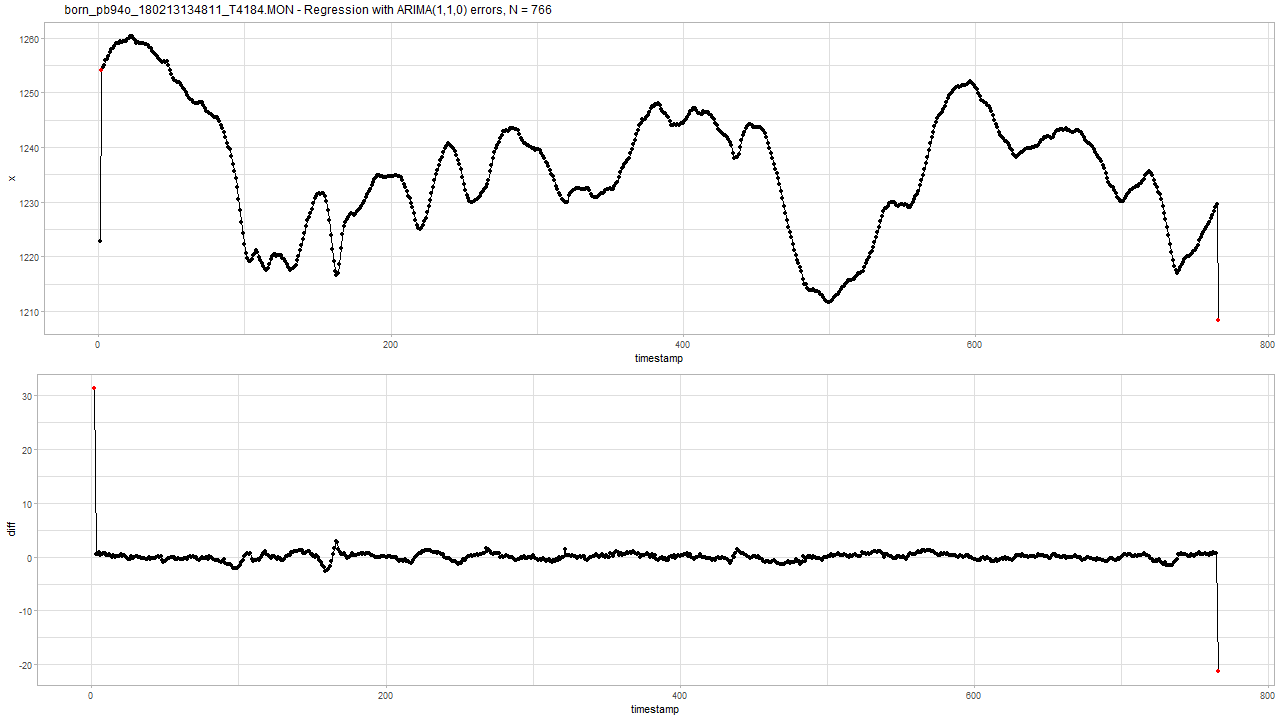 born_pb94o_180213134811_T4184.MON - Regression with ARIMA(1,1,0) errors, N = 766
1260
1250
1240
1230
1220
1210
x
0 200 400 600 800
timestamp
30
20
10
0
-10
-20
diff
0 200 400 600 800
timestamp